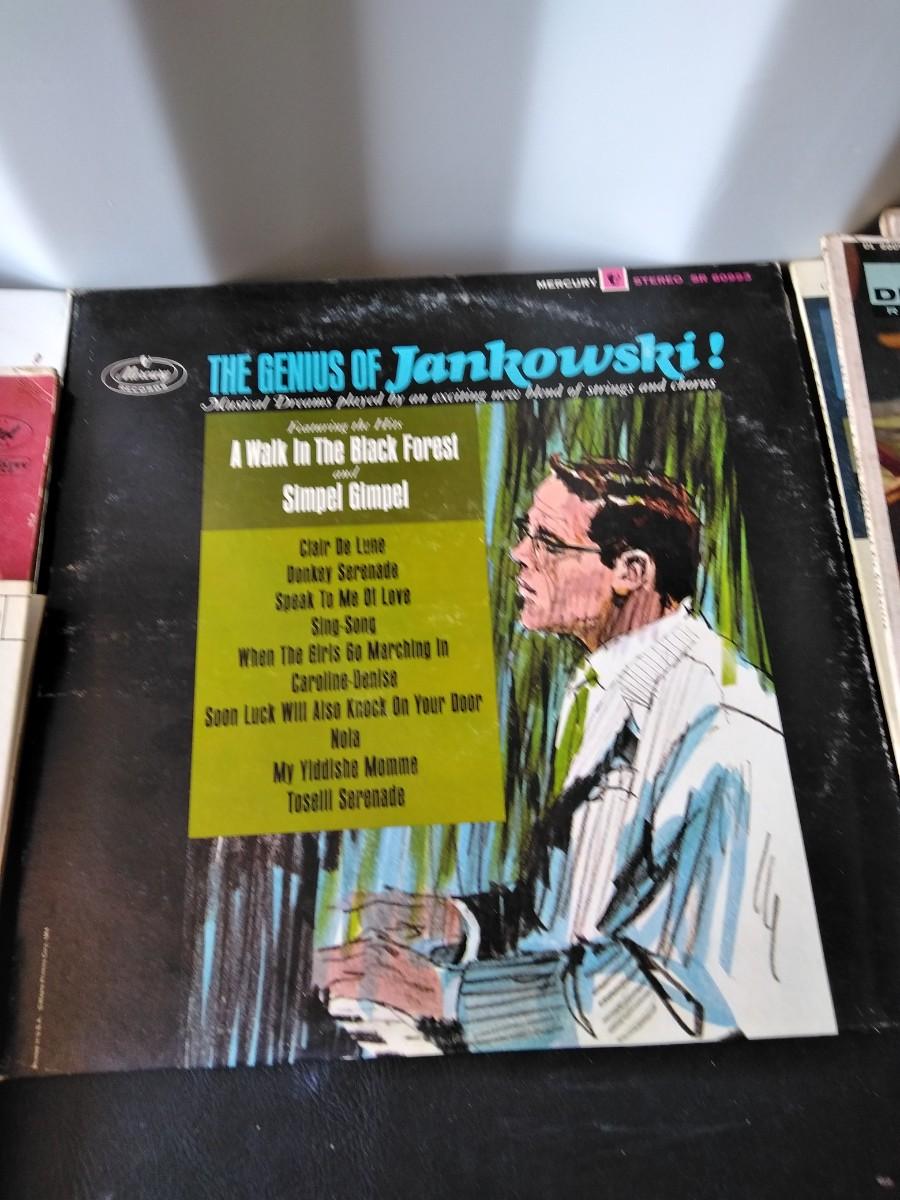 MERCURY STEREO SR 60993
Mercury
RECORDS
THE GENIUS OF Jankowski!
Musical Dreams played by an exciting new blend of strings and chorus
Featuring the Hits
A Walk In The Black Forest
and
Simpel Gimpel
Clair De Lune
Donkey Serenade
Speak To Me Of Love
Sing-Song
When The Girls Go Marching In
Caroline-Denise
Soon Luck Will Also Knock On Your Door
Nola
My Yiddishe Momme
Toselli Serenade